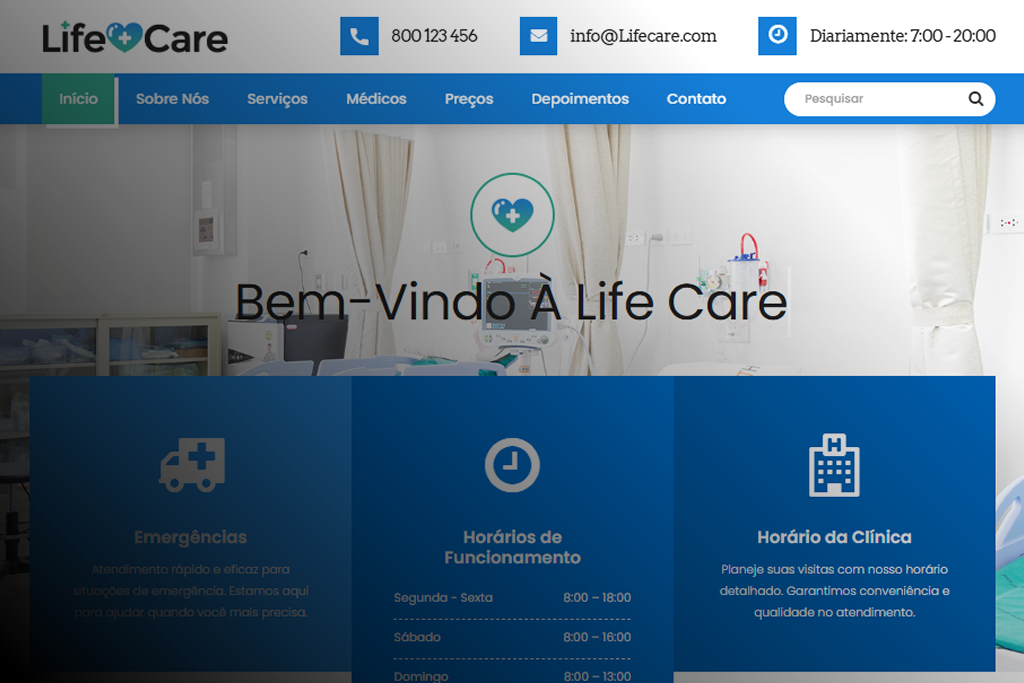 Life Care
800 123 456
info@Lifecare.com
Diariamente: 7:00 - 20:00
Início
Sobre Nós
Serviços
Médicos
Preços
Depoimentos
Contato
Pesquisar
Bem-Vindo À Life Care
Emergências
Atendimento rápido e eficaz para
situações de emergência. Estamos aqui
para ajudar quando você mais precisa.
Horários de
Funcionamento
Segunda - Sexta 8:00 – 18:00
Sábado 8:00 – 16:00
Domingo 8:00 – 13:00
H
Horário da Clínica
Planeje suas visitas com nosso horário
detalhado. Garantimos conveniência e
qualidade no atendimento.